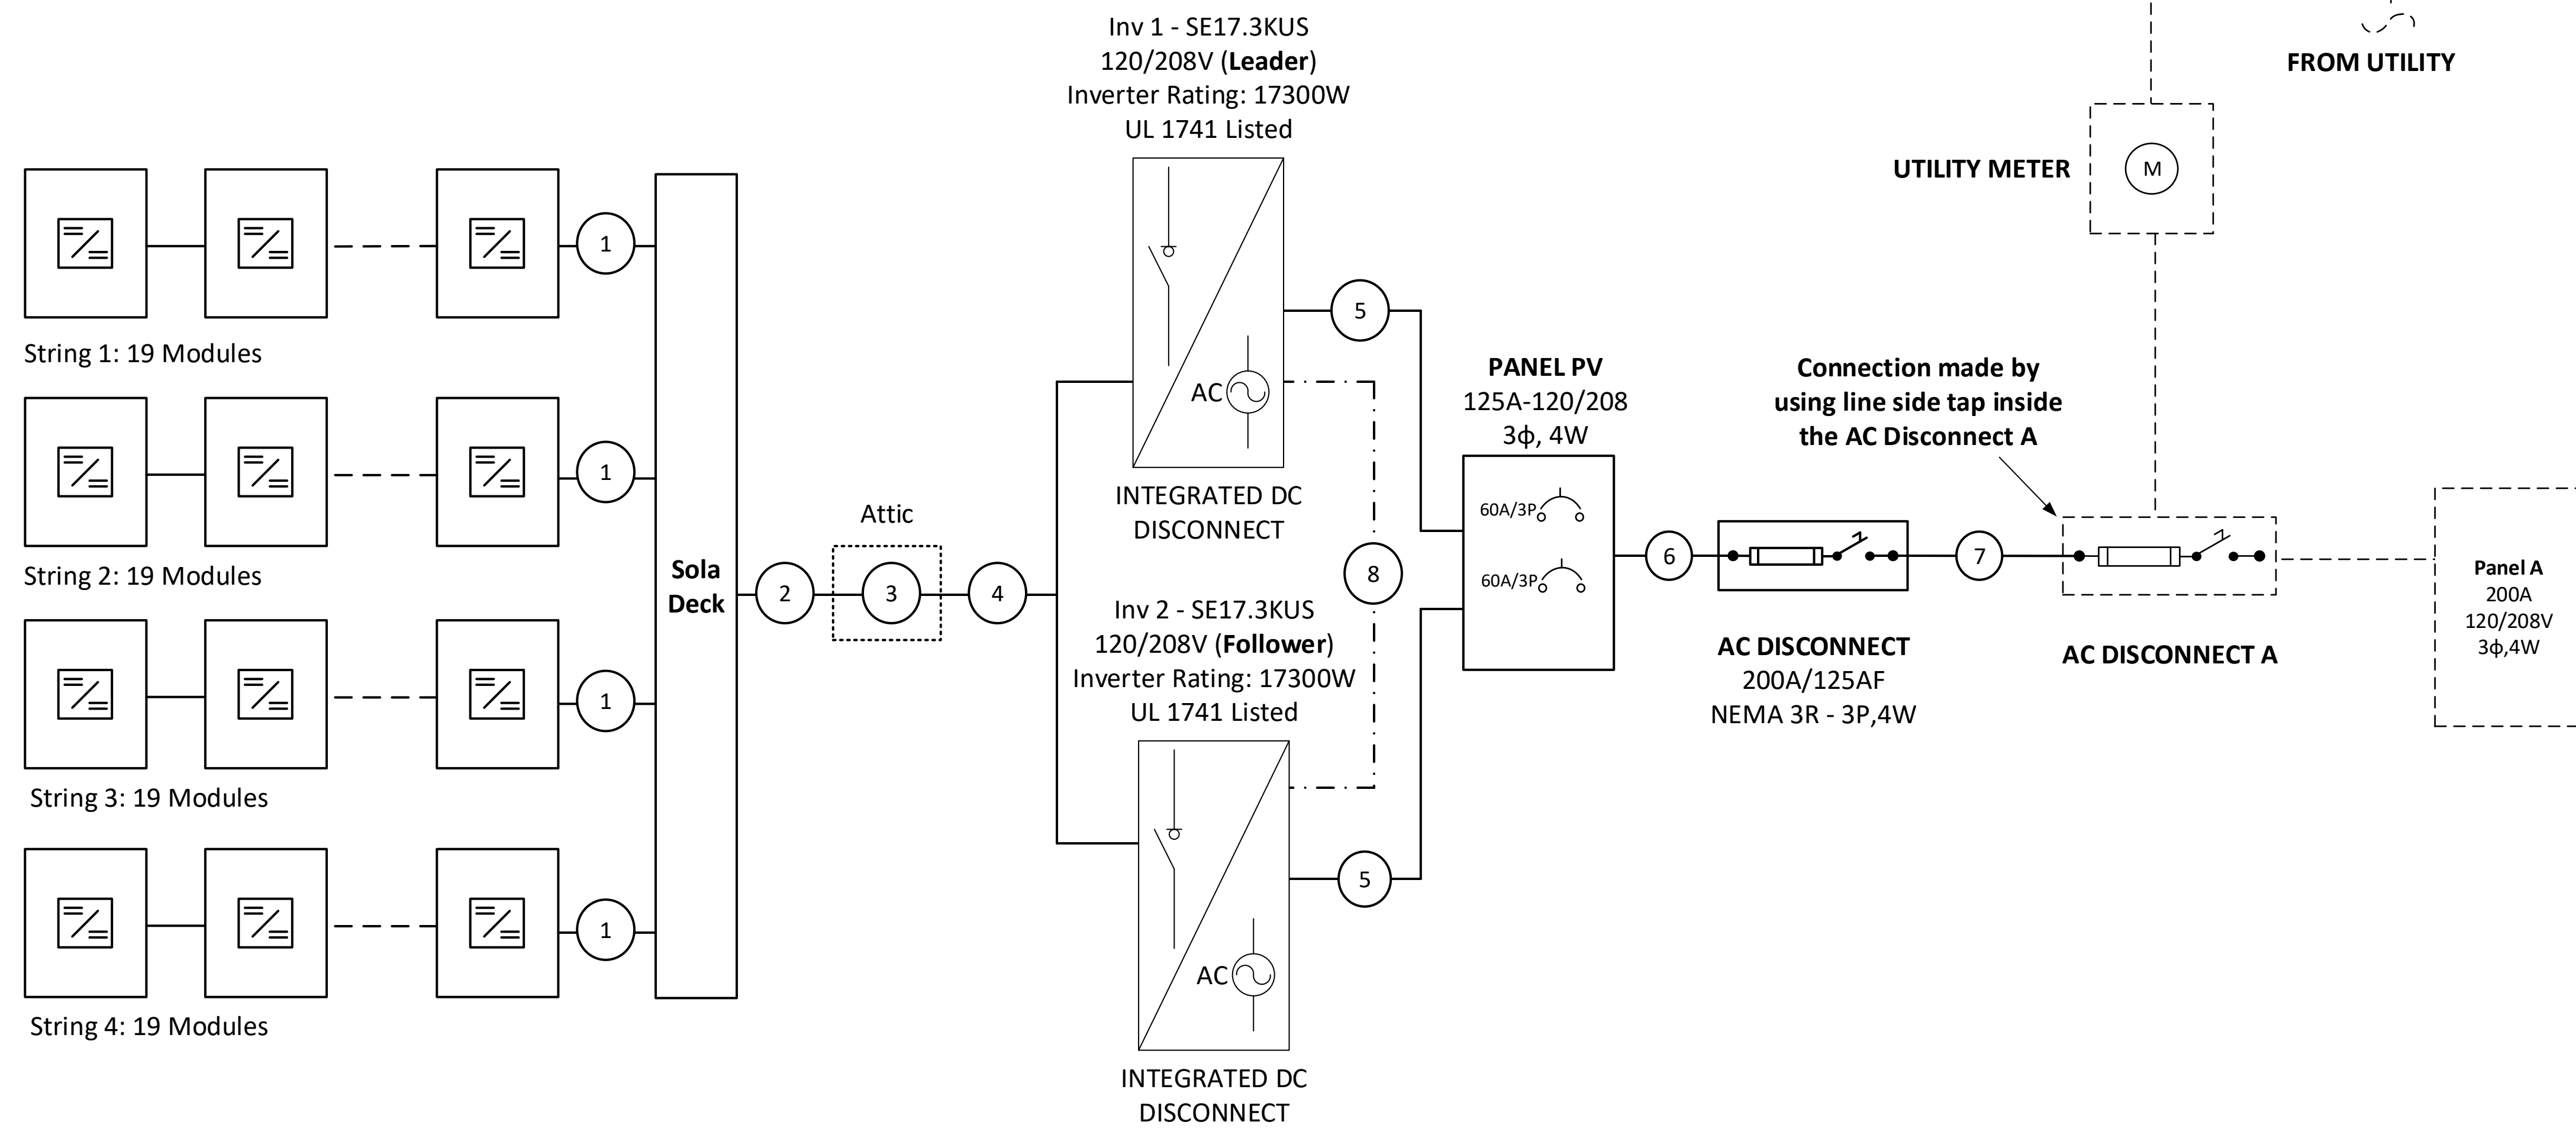 Inv 1 - SE17.3KUS
120/208V (Leader)
Inverter Rating: 17300W
UL 1741 Listed
FROM UTILITY
UTILITY METER
M
1
String 1: 19 Modules
1
String 2: 19 Modules
1
String 3: 19 Modules
1
String 4: 19 Modules
Sola
Deck
2
Attic
3
4
AC
INTEGRATED DC
DISCONNECT
5
8
Inv 2 - SE17.3KUS
120/208V (Follower)
Inverter Rating: 17300W
UL 1741 Listed
AC
INTEGRATED DC
DISCONNECT
5
PANEL PV
125A-120/208
3ϕ, 4W
60A/3P
60A/3P
6
AC DISCONNECT
200A/125AF
NEMA 3R - 3P,4W
7
Connection made by
using line side tap inside
the AC Disconnect A
AC DISCONNECT A
Panel A
200A
120/208V
3ϕ,4W